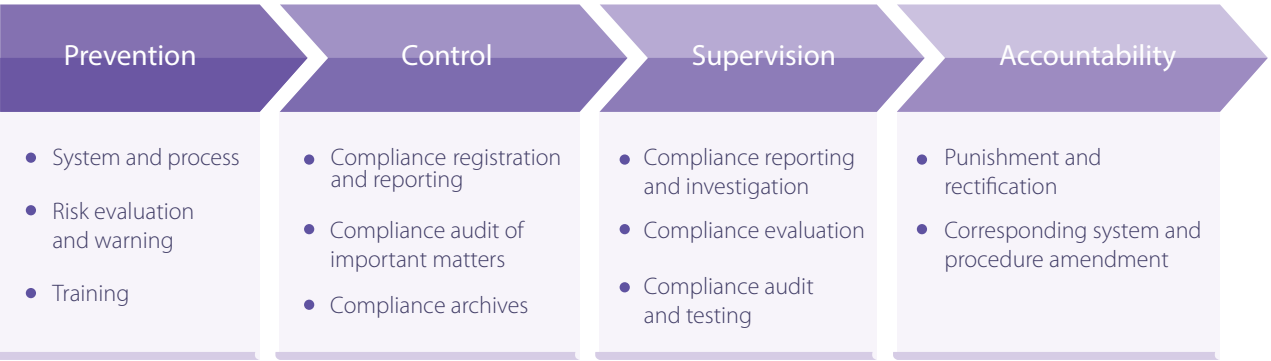 Prevention
System and process
Risk evaluation
and warning
Training
Control
Compliance registration
and reporting
Compliance audit of
important matters
Compliance archives
Supervision
Compliance reporting
and investigation
Compliance evaluation
Compliance audit
and testing
Accountability
Punishment and
rectification
Corresponding system and
procedure amendment